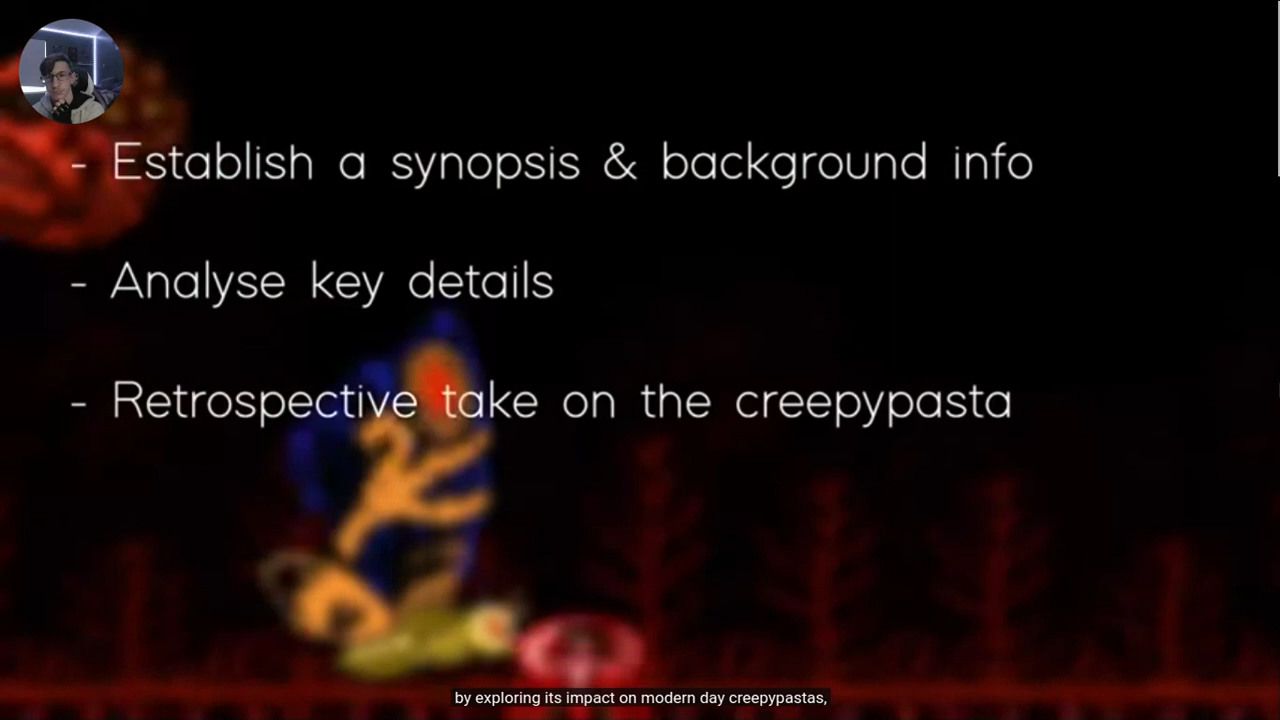 - Establish a synopsis & background info
- Analyse key details
- Retrospective take on the creepypasta
by exploring its impact on modern day creepypastas,